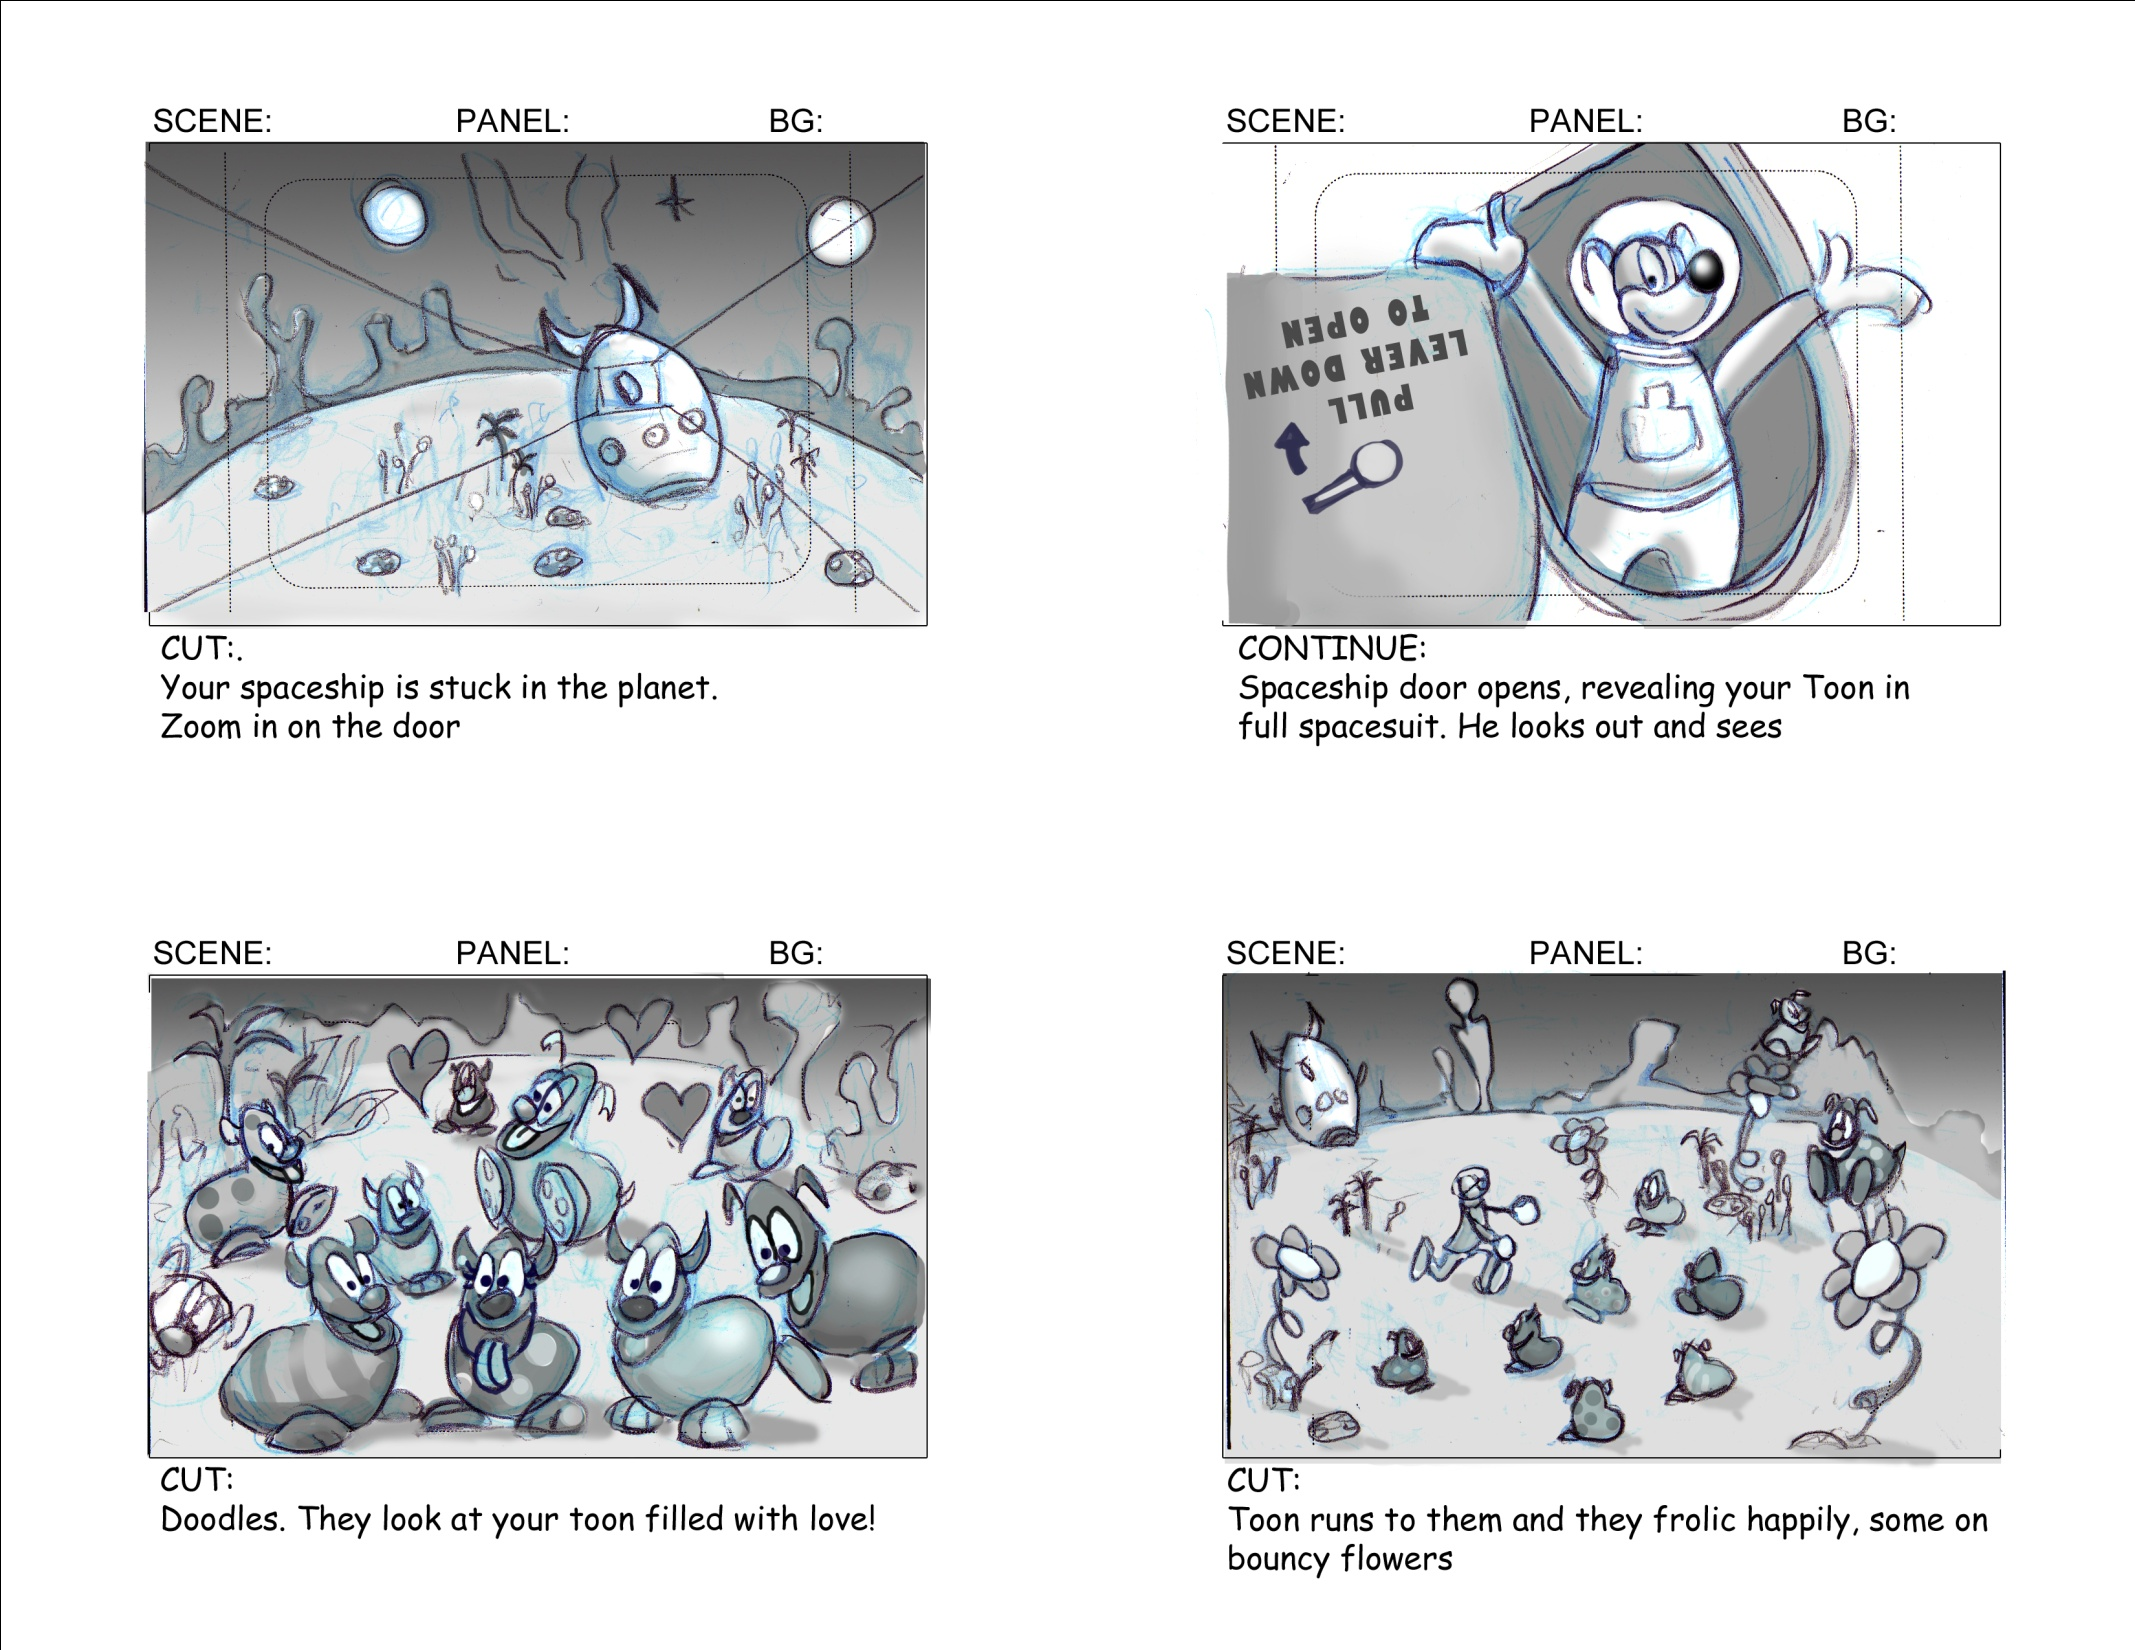 SCENE: PANEL: BG:
CUT:.
Your spaceship is stuck in the planet.
Zoom in on the door
SCENE: PANEL: BG:
PULL
LEVER DOWN
TO OPEN
CONTINUE:
Spaceship door opens, revealing your Toon in
full spacesuit. He looks out and sees
SCENE: PANEL: BG:
CUT:
Doodles. They look at your toon filled with love!
SCENE: PANEL: BG:
CUT:
Toon runs to them and they frolic happily, some on
bouncy flowers